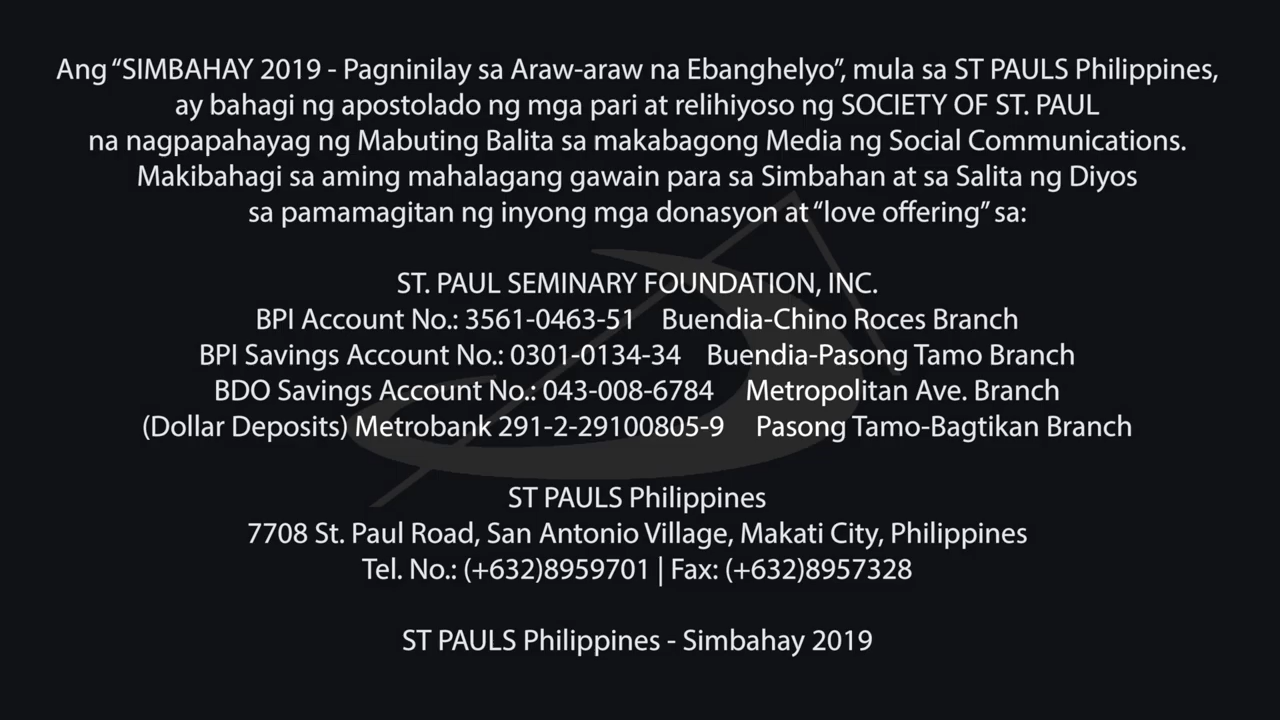 Ang “SIMBAHAY 2019 - Pagninilay sa Araw-araw na Ebanghelyo”, mula sa ST PAULS Philippines,
ay bahagi ng apostolado ng mga pari at relihiyoso ng SOCIETY OF ST. PAUL
na nagpapahayag ng Mabuting Balita sa makabagong Media ng Social Communications.
Makibahagi sa aming mahalagang gawain para sa Simbahan at sa Salita ng Diyos
sa pamamagitan ng inyong mga donasyon at “love offering” sa:
ST. PAUL SEMINARY FOUNDATION, INC.
BPI Account No.: 3561-0463-51 Buendia-Chino Roces Branch
BPI Savings Account No.: 0301-0134-34 Buendia-Pasong Tamo Branch
BDO Savings Account No.: 043-008-6784 Metropolitan Ave. Branch
(Dollar Deposits) Metrobank 291-2-29100805-9 Pasong Tamo-Bagtikan Branch
ST PAULS Philippines
7708 St. Paul Road, San Antonio Village, Makati City, Philippines
Tel. No.: (+632)8959701 | Fax: (+632)8957328
ST PAULS Philippines - Simbahay 2019